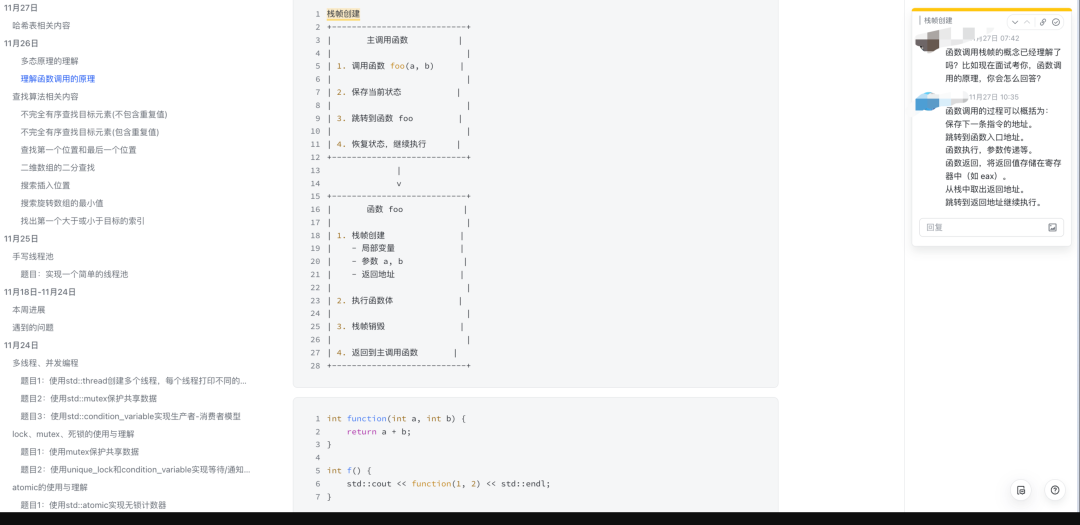 11月27日
哈希表相关内容
11月26日
多态原理的理解
理解函数调用的原理
查找算法相关内容
不完全有序查找目标元素(不包含重复值)
不完全有序查找目标元素(包含重复值)
查找第一个位置和最后一个位置
二维数组的二分查找
搜索插入位置
搜索旋转数组的最小值
找出第一个大于或小于目标的索引
11月25日
手写线程池
题目：实现一个简单的线程池
11月18日-11月24日
本周进展
遇到的问题
11月24日
多线程、并发编程
题目1：使用std::thread创建多个线程，每个线程打印不同的...
题目2：使用std::mutex保护共享数据
题目3：使用std::condition_variable实现生产者-消费者模型
lock、mutex、死锁的使用与理解
题目1：使用mutex保护共享数据
题目2：使用unique_lock和condition_variable实现等待/通知...
atomic的使用与理解
题目1：使用std::atomic实现无锁计数器
1 栈帧创建
2 +---------------------------+
3 |       主调用函数          |
4 |                           |
5 | 1. 调用函数 foo(a, b)     |
6 |                           |
7 | 2. 保存当前状态           |
8 |                           |
9 | 3. 跳转到函数 foo         |
10 |                           |
11 | 4. 恢复状态，继续执行     |
12 +---------------------------+
13              |
14              v
15 +---------------------------+
16 |       函数 foo            |
17 |                           |
18 | 1. 栈帧创建               |
19 |    - 局部变量             |
20 |    - 参数 a, b            |
21 |    - 返回地址             |
22 |                           |
23 | 2. 执行函数体             |
24 |                           |
25 | 3. 栈帧销毁               |
26 |                           |
27 | 4. 返回到主调用函数       |
28 +---------------------------+
1 int function(int a, int b) {
2     return a + b;
3 }
4
5 int f() {
6     std::cout << function(1, 2) << std::endl;
7 }
栈帧创建
月27日 07:42
函数调用栈帧的概念已经理解了
吗？比如现在面试考你，函数调
用的原理，你会怎么回答？
11月27日 10:35
函数调用的过程可以概括为：
保存下一条指令的地址。
跳转到函数入口地址。
函数执行，参数传递等。
函数返回，将返回值存储在寄存
器中（如 eax）。
从栈中取出返回地址。
跳转到返回地址继续执行。
回复